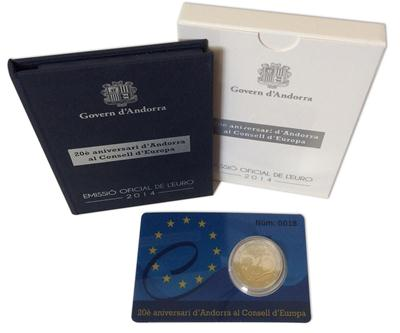 Govern d'Andorra
20è aniversari d'Andorra
al Consell d'Europa
EMISSIÓ OFICIAL DE L'EURO
2014
Govern d'Andorra
20è aniversari d'Andorra
al Consell d'Europa
EMISSIÓ OFICIAL DE L'EURO
2014
Núm. 0018
20è aniversari d'Andorra al Consell d'Europa